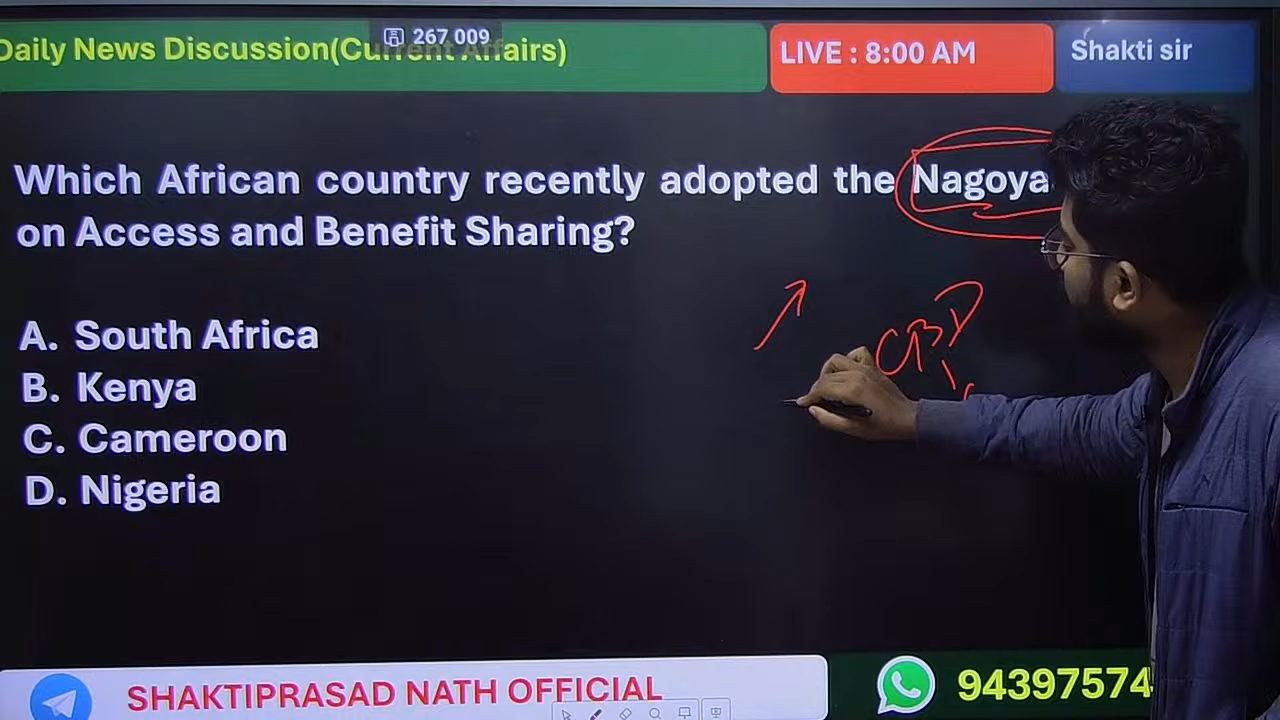 Daily News Discussion(Current Affairs)
267 009
LIVE : 8:00 AM
Shakti sir
Which African country recently adopted the Nagoya
on Access and Benefit Sharing?
A. South Africa
B. Kenya
C. Cameroon
D. Nigeria
CBD
SHAKTIPRASAD NATH OFFICIAL
94397574